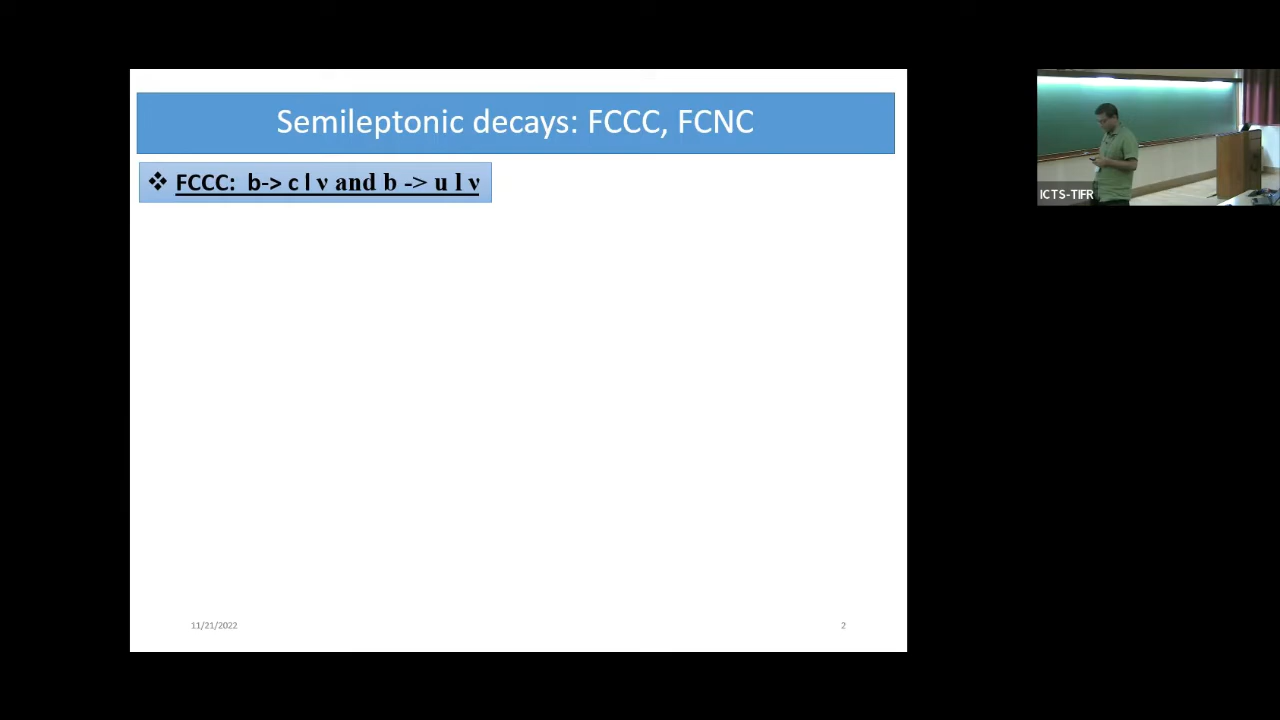 Semileptonic decays: FCCC, FCNC
❖ FCCC: b-> c l ν and b -> u l ν
ICTS-TIFR
11/21/2022
2